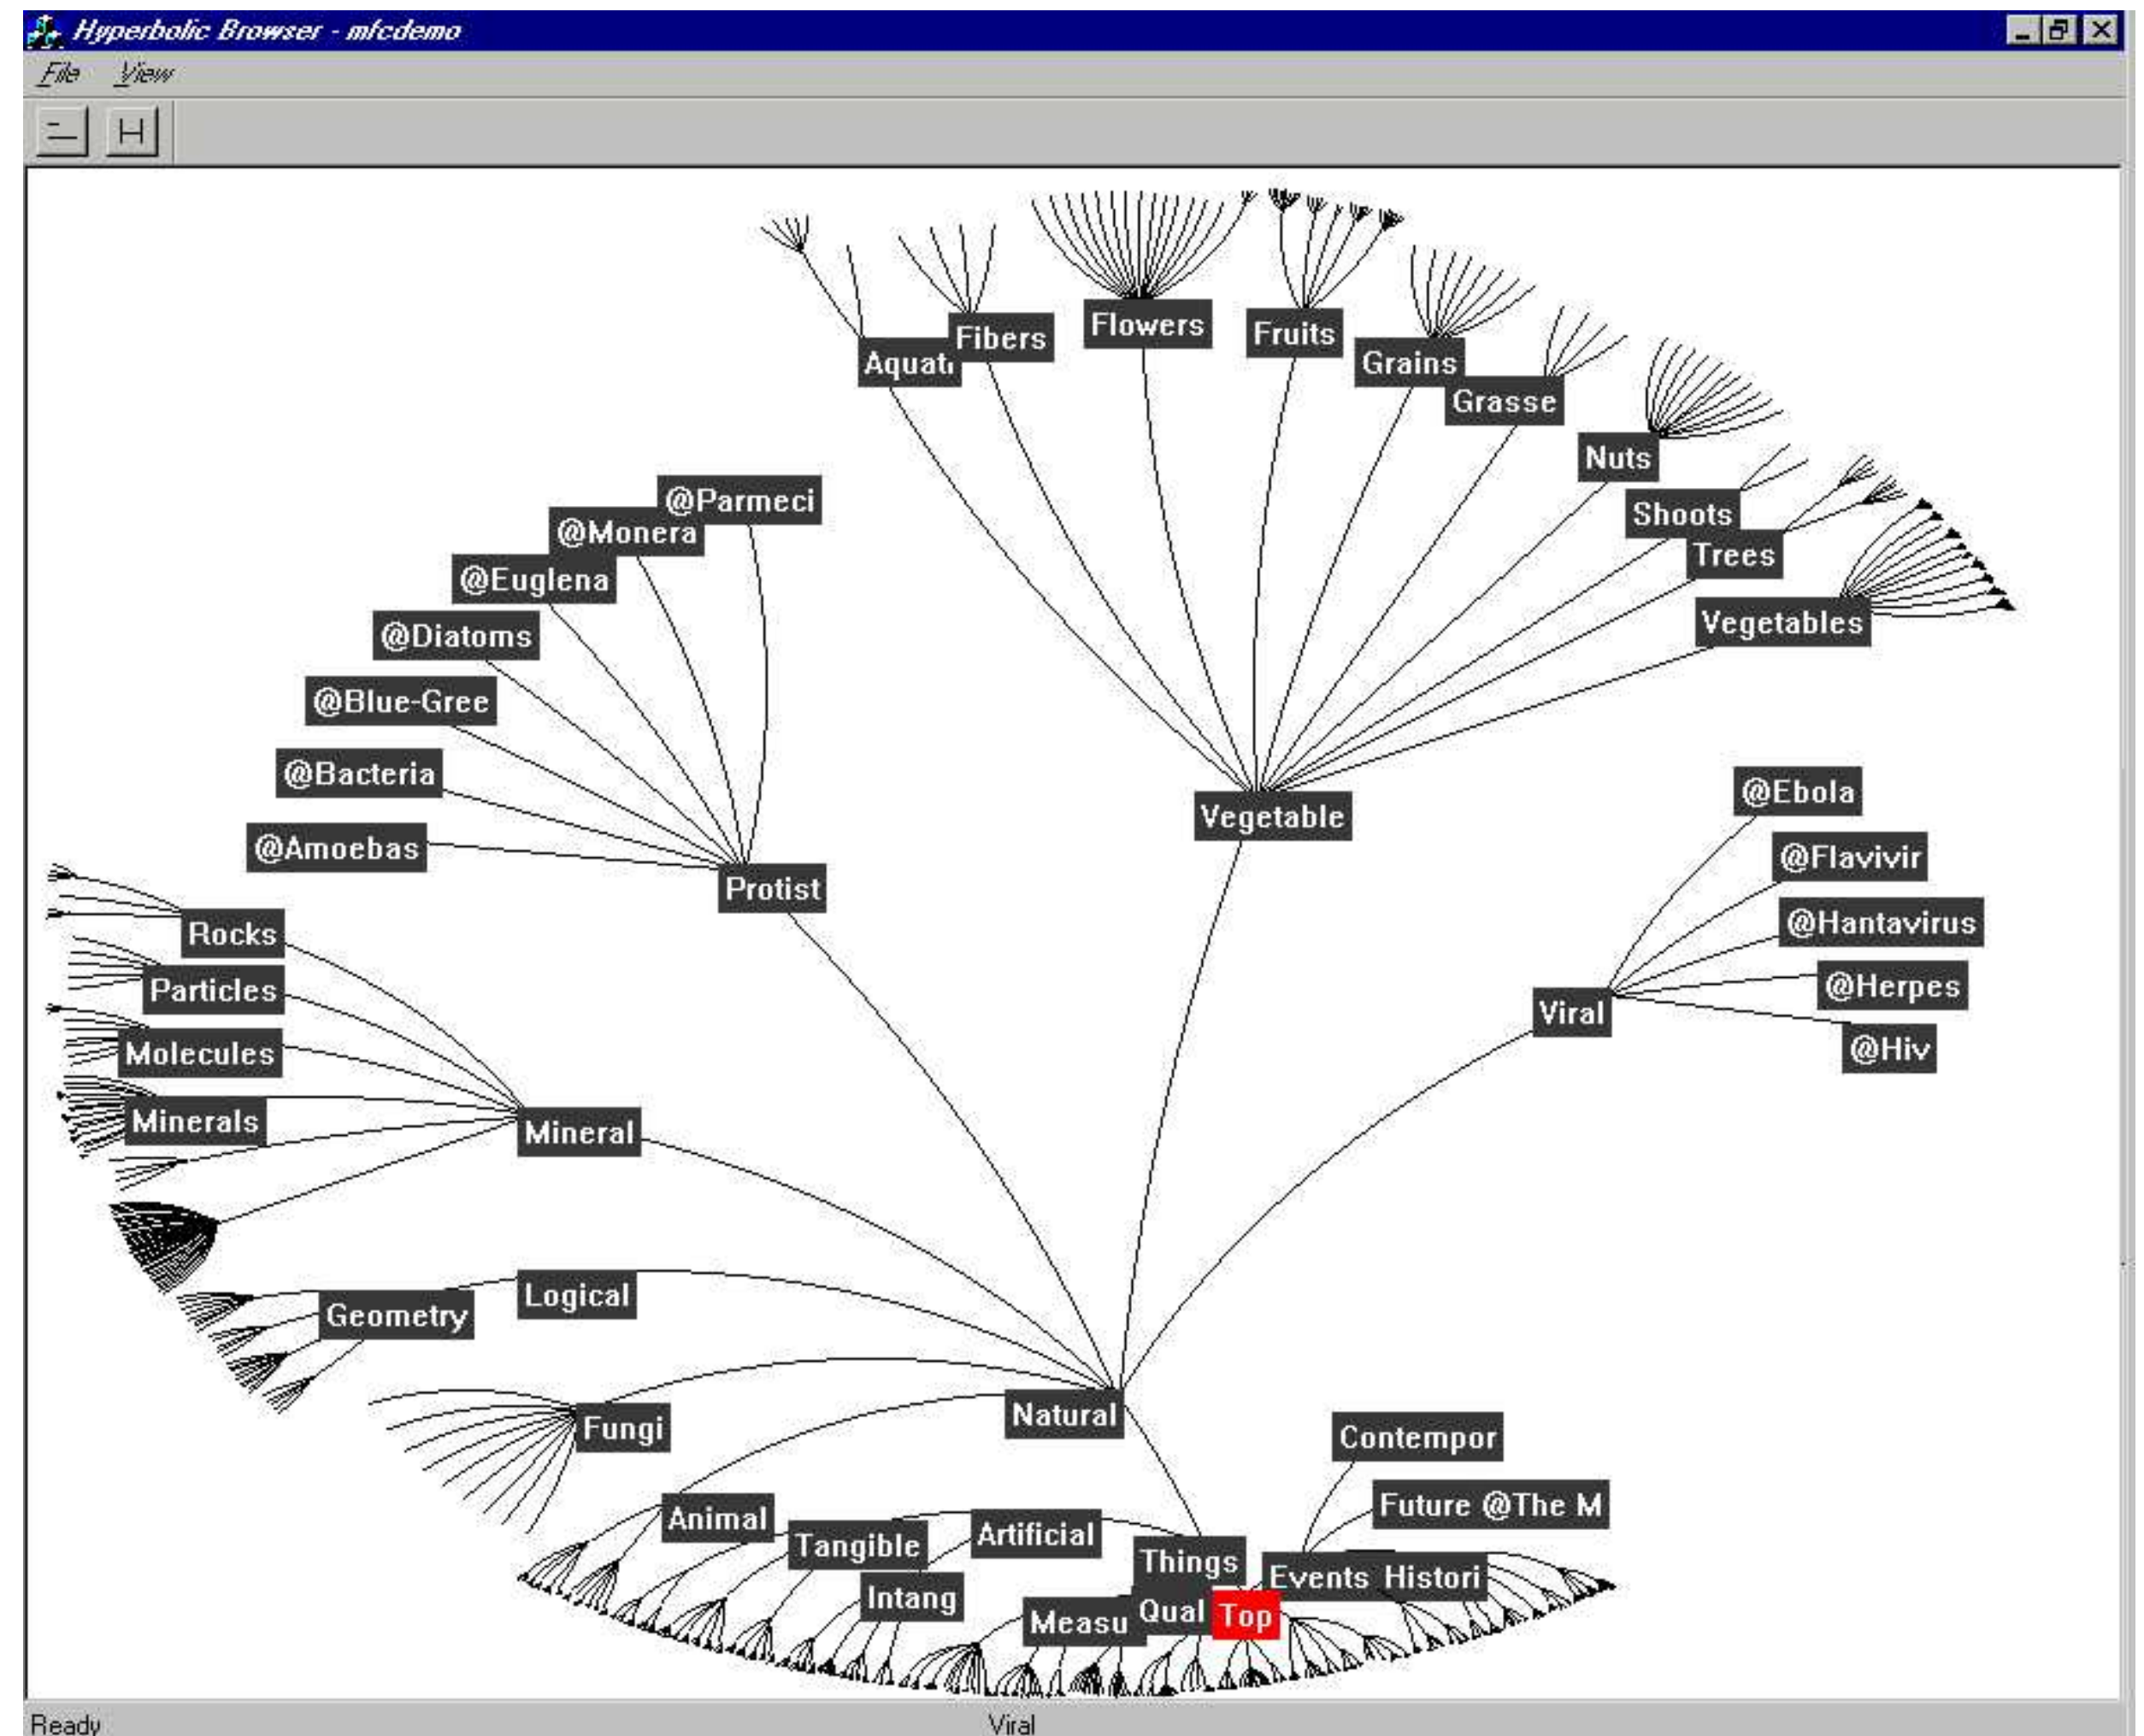 Hyperbolic Browser - mfcdemo
File View
Flowers
Fruits
Fibers
Aquati
Grains
Grasse
Nuts
@Parmeci
Shoots
@Monera
Trees
@Euglena
Vegetables
@Diatoms
@Blue-Gree
@Bacteria
@Ebola
Vegetable
@Amoebas
@Flavivir
Protist
@Hantavirus
Rocks
Particles
@Herpes
Viral
Molecules
@Hiv
Minerals
Mineral
Logical
Geometry
Natural
Fungi
Contempor
Future @The M
Animal
Artificial
Tangible
Things
Events Histori
Intang
Qual Top
Measu
Ready Viral